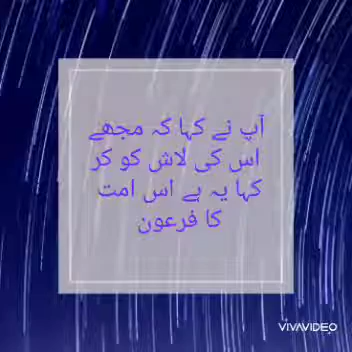 آپ نے کہا کہ مجھے
اس کی لاش کو کر
کہا یہ ہے اس امت
کا فرعون
VIVAVIDEO